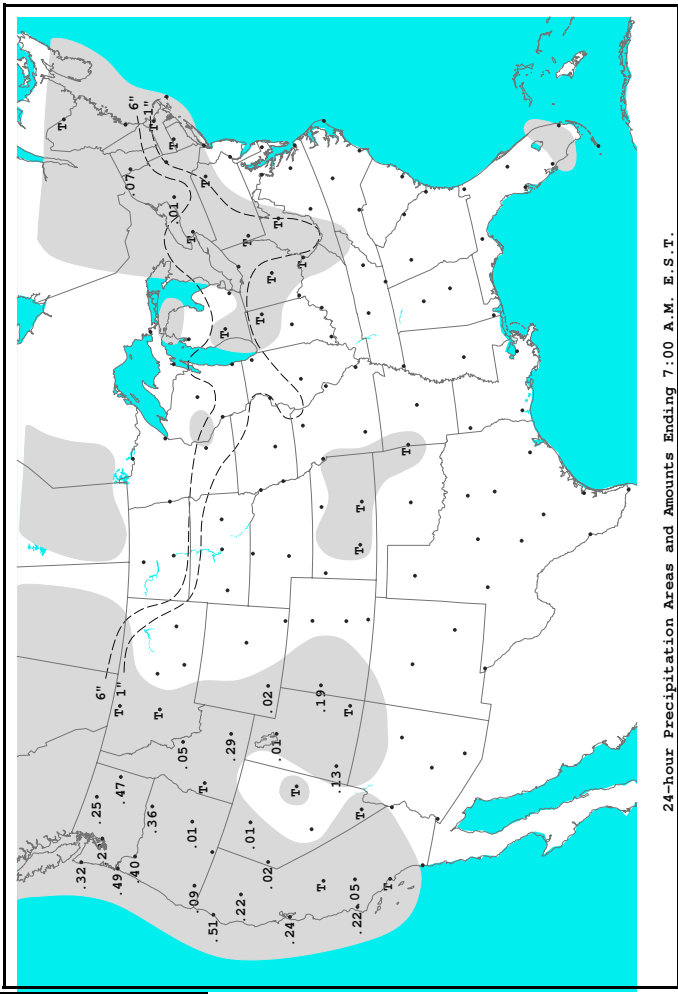 T
.32
.25
6"
.49
.47
T
1"
.40
.07
6"
.36
T
1"
T
T
.05
.01
.09
.01
T
T
T
.51
.29
T
.22
.01
T
T
.02
.02
T
.01
T
.24
T
T
T
.19
.13
T
.22
.05
T
T
T
T
T
24-hour Precipitation Areas and Amounts Ending 7:00 A.M. E.S.T.